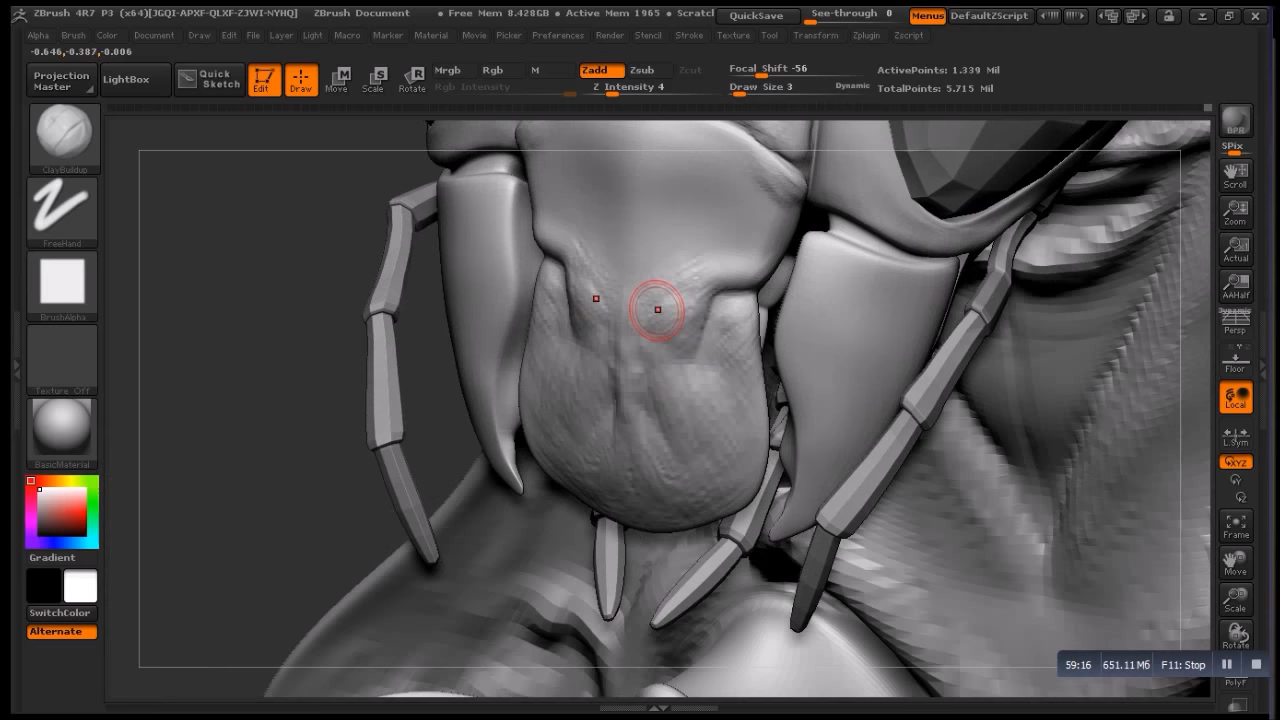 ZBrush 4R7 P3 (x64)[JGQI-APXF-QLXF-ZJWI-NYHQ] ZBrush Document • Free Mem 8.428GB • Active Mem 1965 • Scratch QuickSave See-through 0 Menus DefaultZScript
Alpha Brush Color Document Draw Edit File Layer Light Macro Marker Material Movie Picker Preferences Render Stencil Stroke Texture Tool Transform Zplugin Zscript
-0.646,-0.387,-0.006
Projection Master
LightBox
Quick Sketch
Edit
Draw
Move
Scale
Rotate
Mrgb Rgb M
Rgb Intensity
Zadd Zsub Zcut
Z Intensity 4
Focal Shift -56
Draw Size 3 Dynamic
ActivePoints: 1.339 Mil
TotalPoints: 5.715 Mil
ClayBuildup
FreeHand
BrushAlpha
Texture Off
BasicMaterial
Gradient
SwitchColor
Alternate
BPR
SPix
Scroll
Zoom
Actual
AAHalf
Dynamic
Persp
Floor
Local
L.Sym
XYZ
Frame
Move
Scale
Rotate
PolyF
59:16 651.11Мб F11: Stop